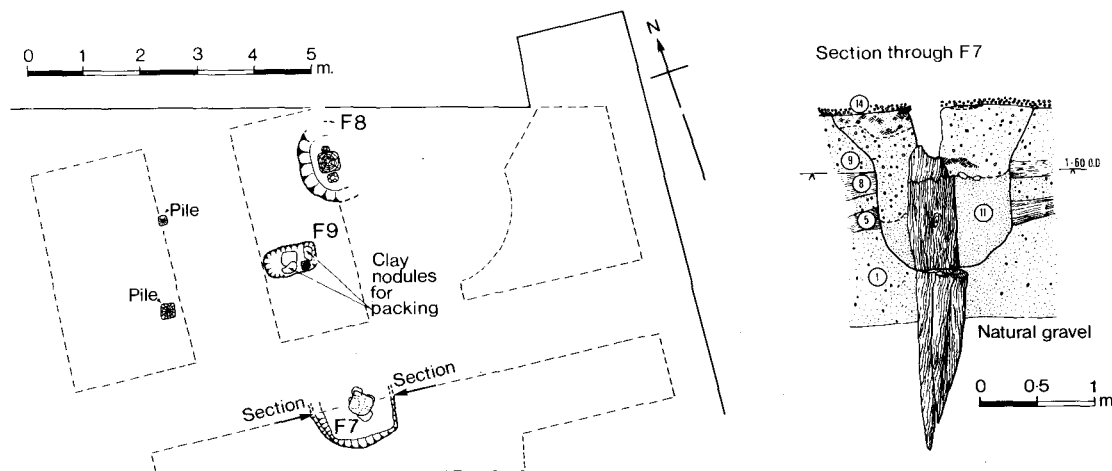 0 1 2 3 4 5
m.
N
F8
Pile
F9
Clay
nodules
for
packing
Pile
Section
Section
F7
Section through F7
14
9
8
5
11
1
1·60 O.D
Natural gravel
0 0·5 1
m